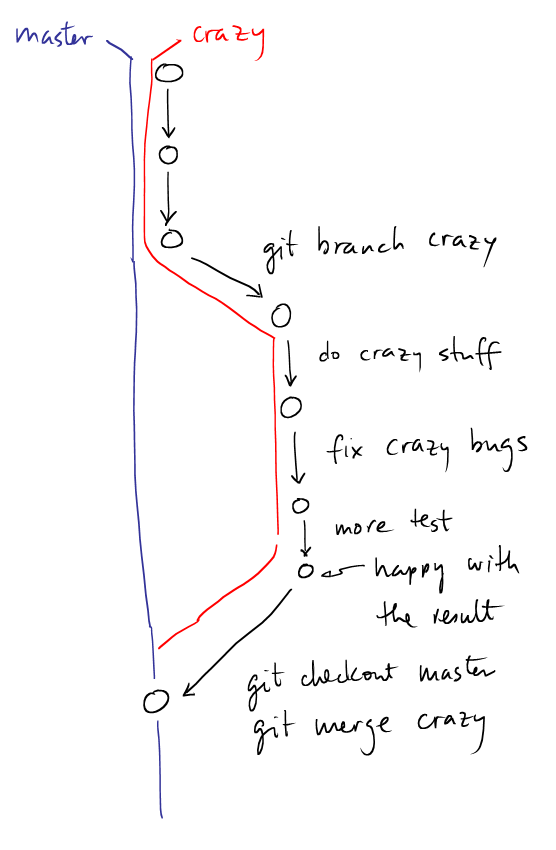 master crazy
git branch crazy
do crazy stuff
fix crazy bugs
more test
happy with
the result
git checkout master
git merge crazy